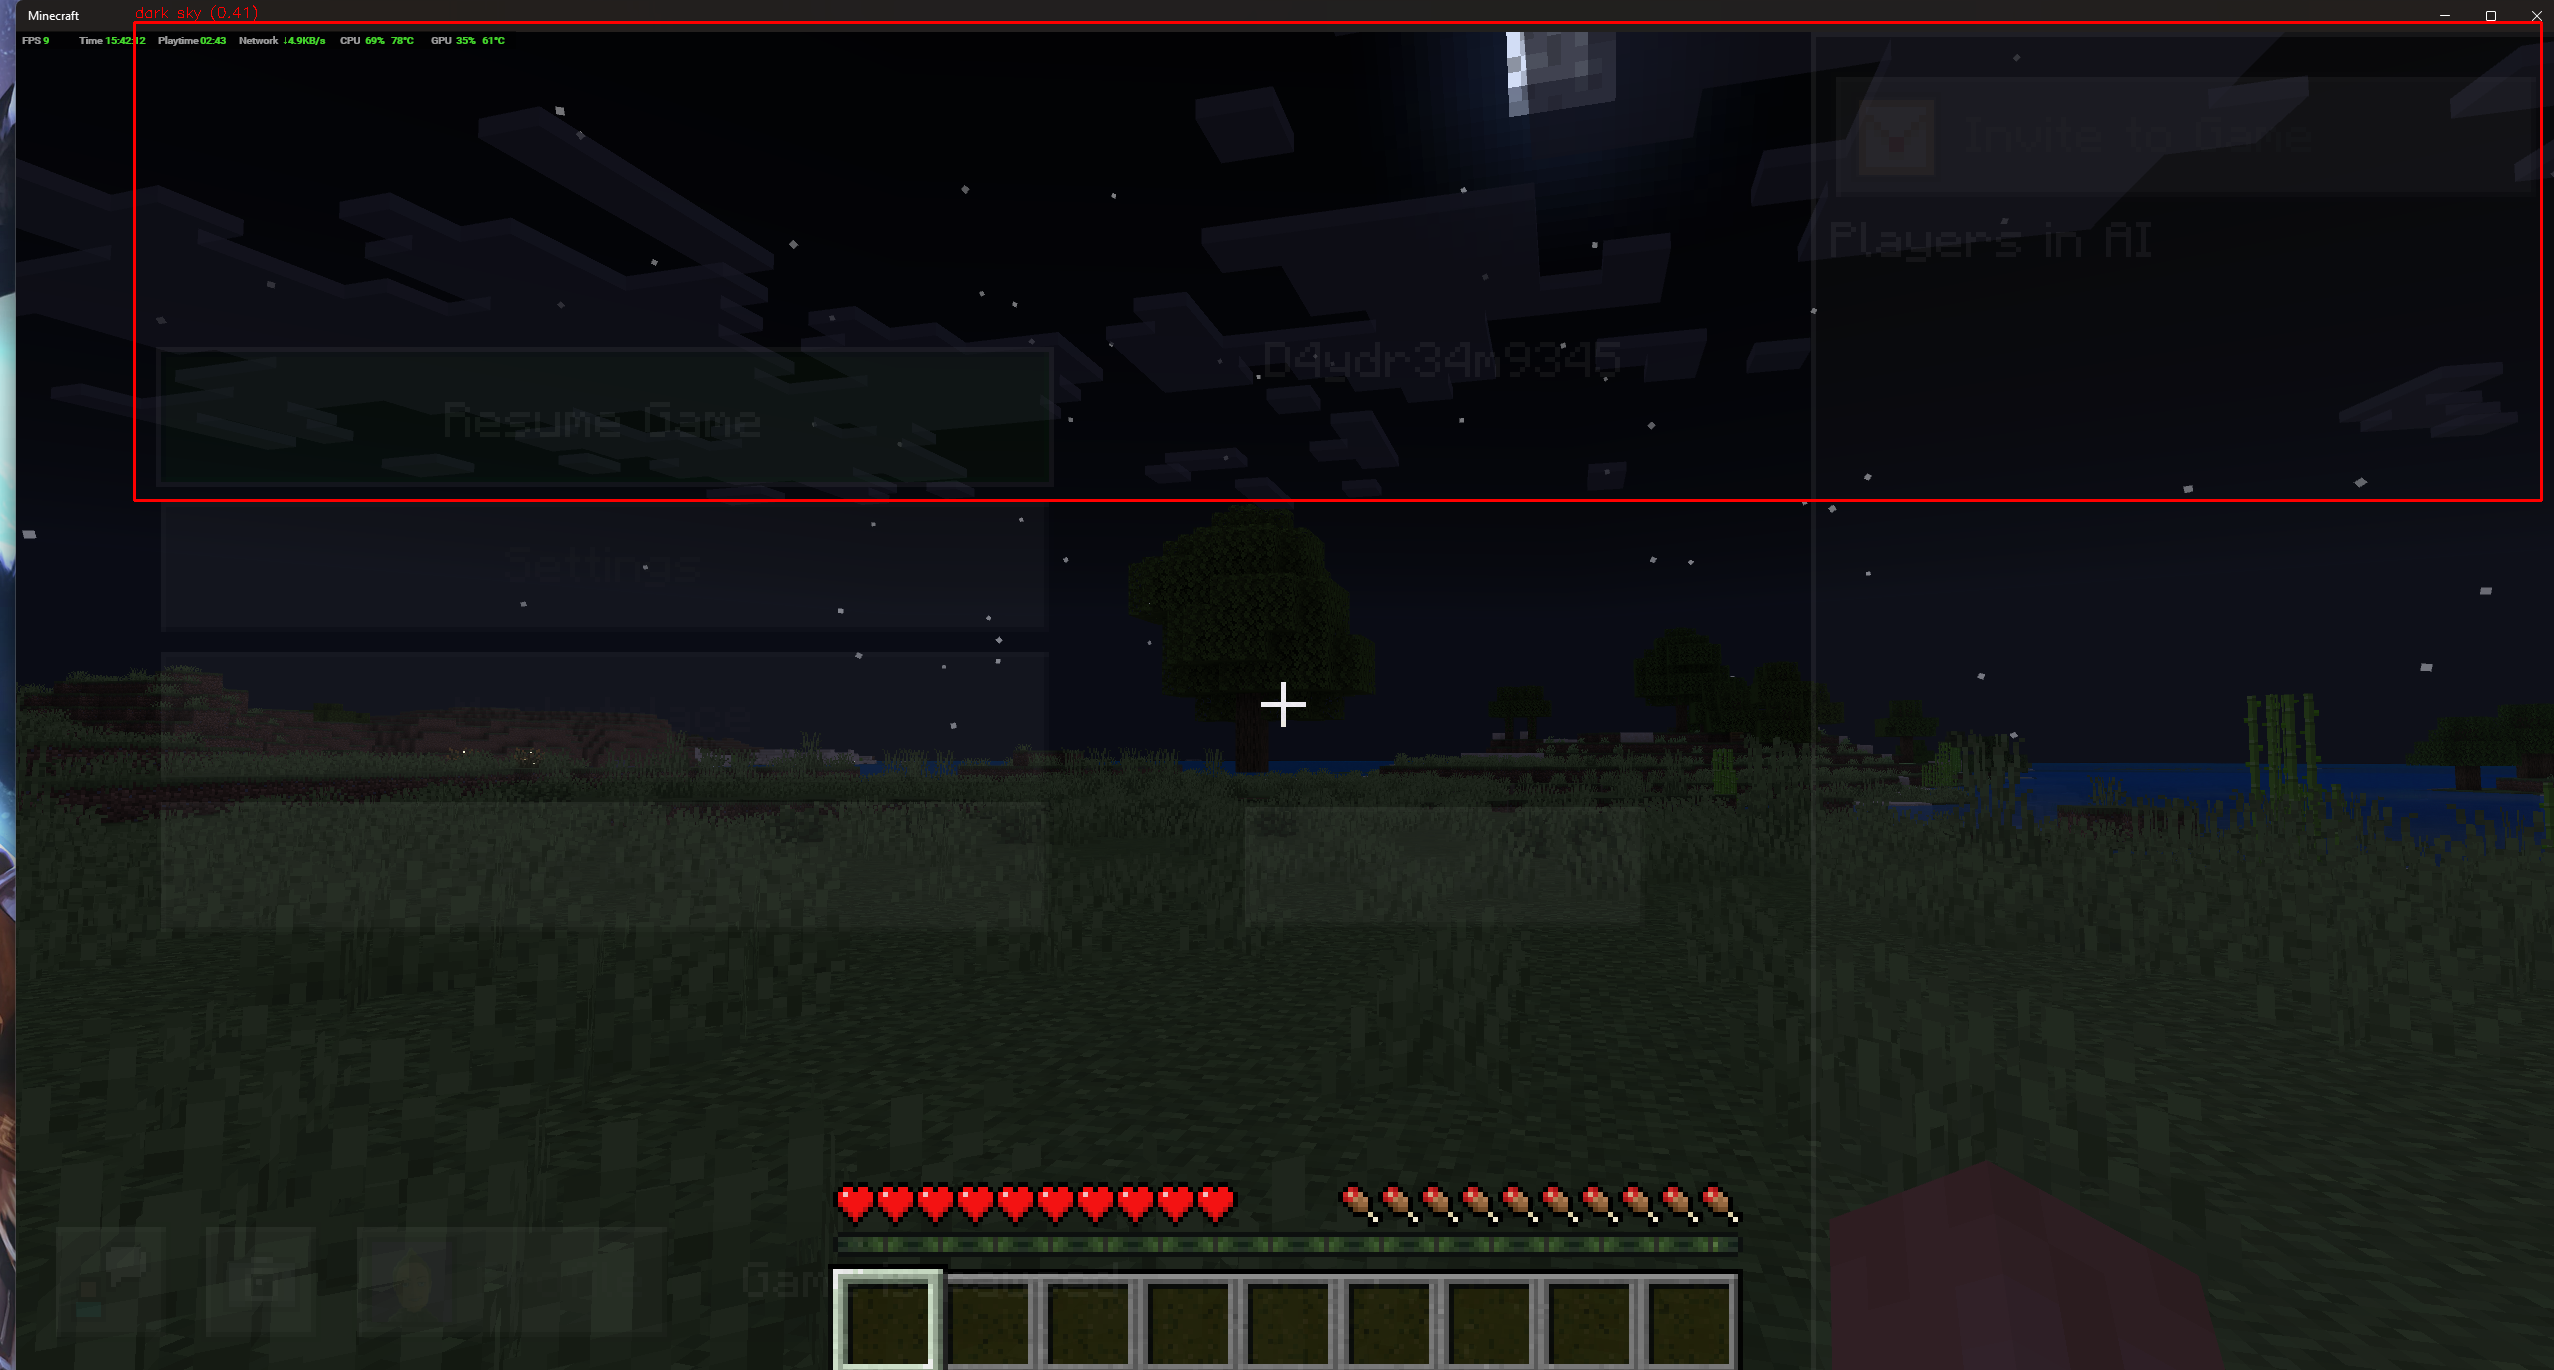 Minecraft
dark sky (0.41)
FPS 9 Time 15:42:12 Playtime 02:43 Network ↓4.9KB/s CPU 69% 78°C GPU 35% 61°C
Invite to Game
Players in AI
D4ydr34m9345
Resume Game
Settings
Marketplace